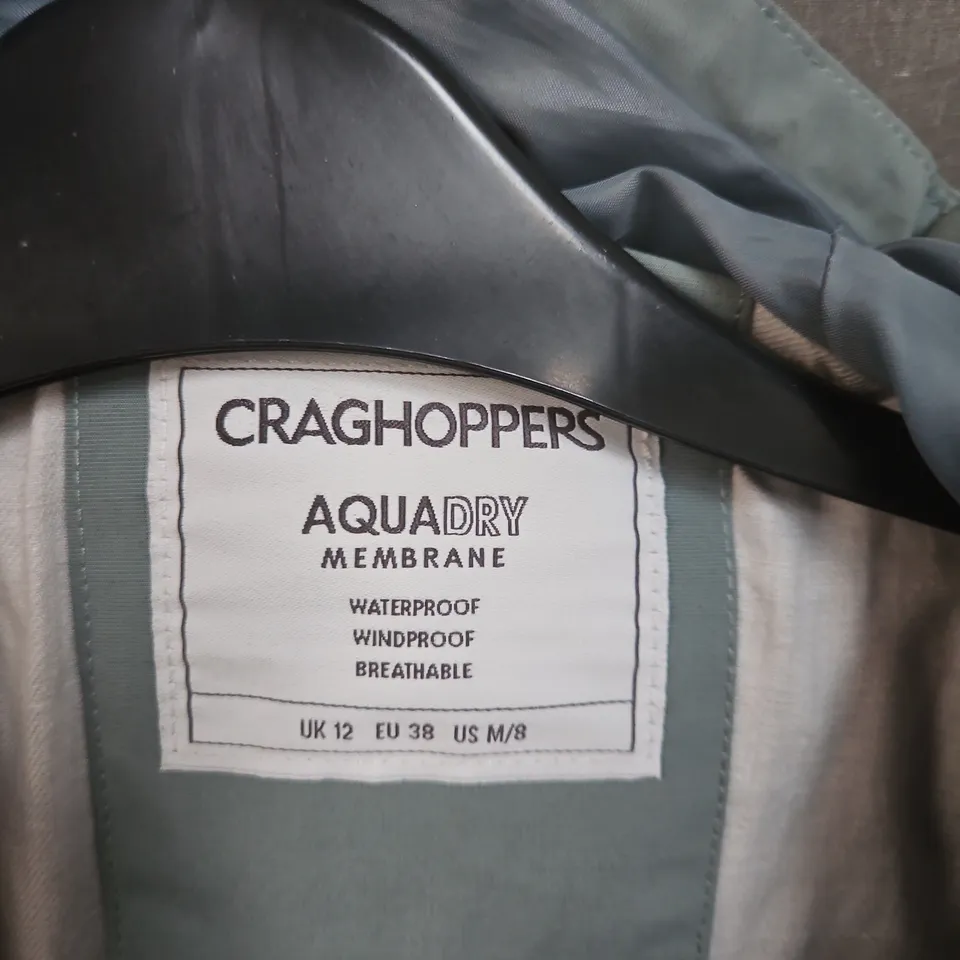 CRAGHOPPERS
AQUADRY
MEMBRANE
WATERPROOF
WINDPROOF
BREATHABLE
UK 12 EU 38 US M/8